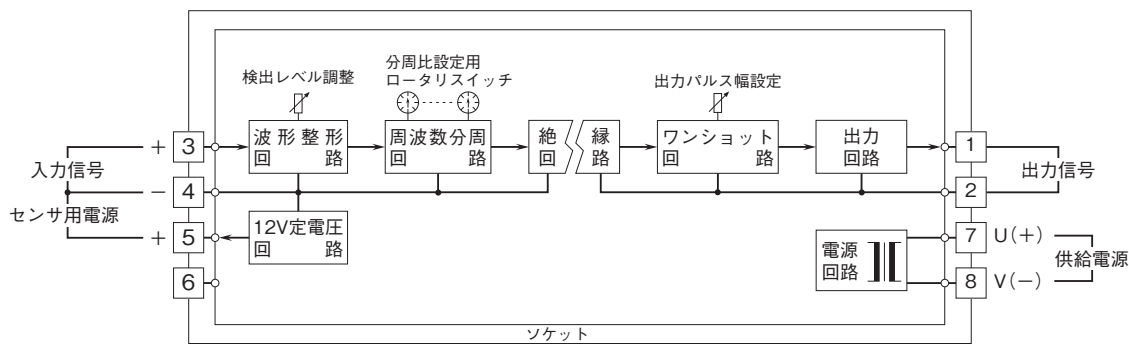 検出レベル調整
分周比設定用
ロータリスイッチ
出力パルス幅設定
波形整形
回路
周波数分周
回路
絶縁
回路
ワンショット
回路
出力
回路
12V定電圧
回路
電源
回路
入力信号
センサ用電源
+ 3
− 4
+ 5
6
1
2
出力信号
7 U(+)
8 V(−)
供給電源
ソケット